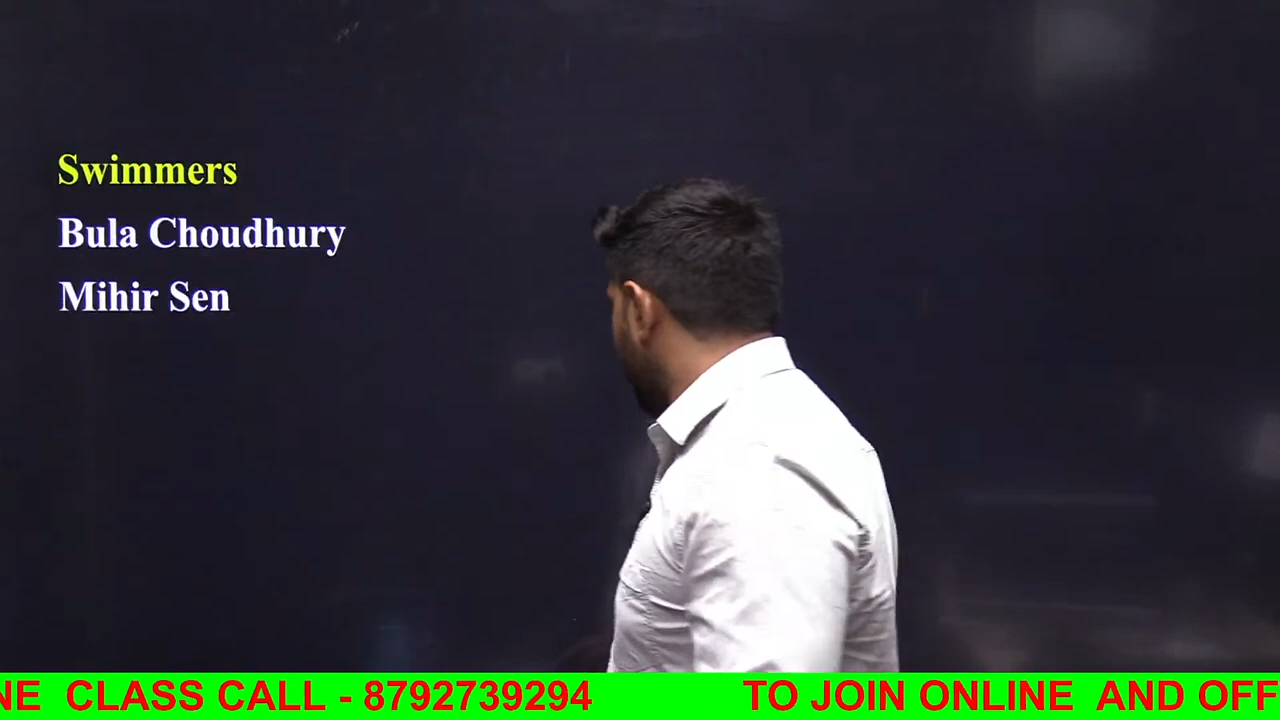 Swimmers
Bula Choudhury
Mihir Sen
NE CLASS CALL - 8792739294 TO JOIN ONLINE AND OFF